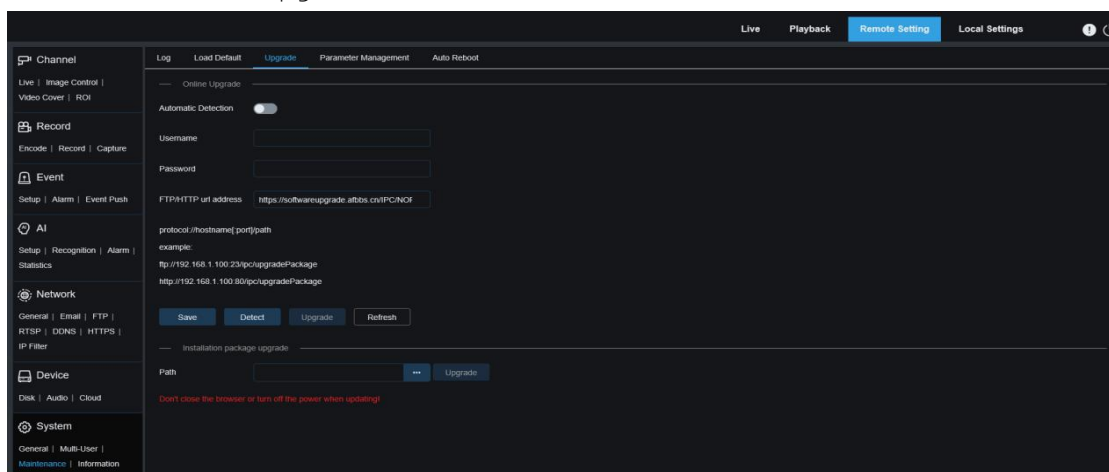 Live Playback Remote Setting Local Settings
Channel
Live | Image Control |
Video Cover | ROI
Record
Encode | Record | Capture
Event
Setup | Alarm | Event Push
AI
Setup | Recognition | Alarm |
Statistics
Network
General | Email | FTP |
RTSP | DDNS | HTTPS |
IP Filter
Device
Disk | Audio | Cloud
System
General | Multi-User |
Maintenance | Information
Log Load Default Upgrade Parameter Management Auto Reboot
Online Upgrade
Automatic Detection
Username
Password
FTP/HTTP url address https://softwareupgrade.afbbs.cn/IPC/NOF
protocol://hostname[:port]/path
example:
ftp://192.168.1.100:23/ipc/upgradePackage
http://192.168.1.100:80/ipc/upgradePackage
Save Detect Upgrade Refresh
Installation package upgrade
Path ... Upgrade
Don't close the browser or turn off the power when updating!